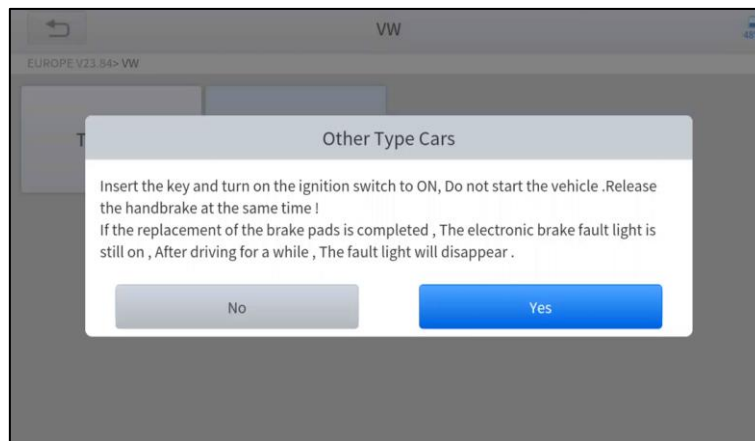 VW
48%
EUROPE V23.84> VW
T
Other Type Cars
Insert the key and turn on the ignition switch to ON, Do not start the vehicle .Release
the handbrake at the same time !
If the replacement of the brake pads is completed , The electronic brake fault light is
still on , After driving for a while , The fault light will disappear .
No
Yes